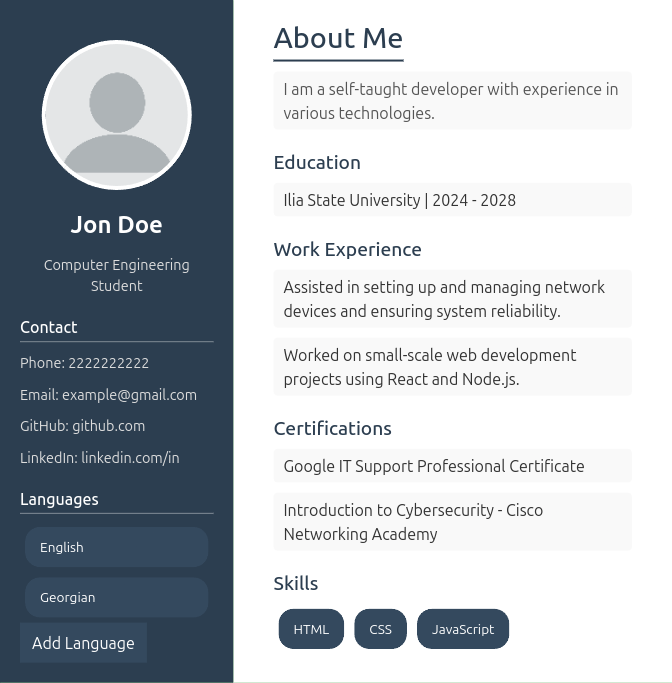 Jon Doe
Computer Engineering
Student
Contact
Phone: 2222222222
Email: example@gmail.com
GitHub: github.com
LinkedIn: linkedin.com/in
Languages
English
Georgian
Add Language
About Me
I am a self-taught developer with experience in
various technologies.
Education
Ilia State University | 2024 - 2028
Work Experience
Assisted in setting up and managing network
devices and ensuring system reliability.
Worked on small-scale web development
projects using React and Node.js.
Certifications
Google IT Support Professional Certificate
Introduction to Cybersecurity - Cisco
Networking Academy
Skills
HTML CSS JavaScript